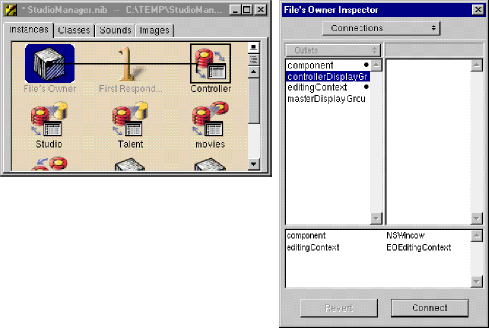 * StudioManager.nib -- C:\TEMP\StudioMan...
Instances
Classes
Sounds
Images
File's Owner
First Respond...
Controller
Studio
Talent
movies
File's Owner Inspector
Connections
Outlets
component
controllerDisplayGr
editingContext
masterDisplayGrou
component NSWindow
editingContext EOEditingContext
Revert
Connect